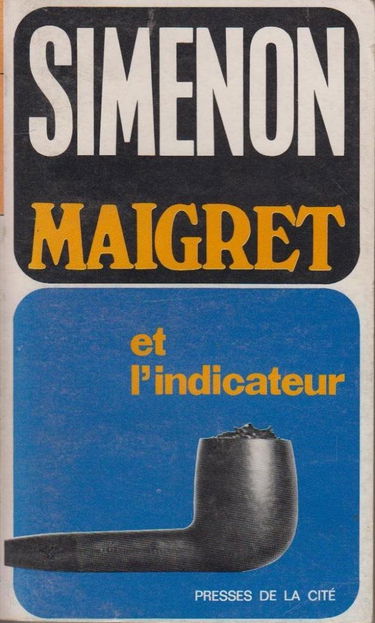 SIMENON
MAIGRET
et
l'indicateur
PRESSES DE LA CITÉ